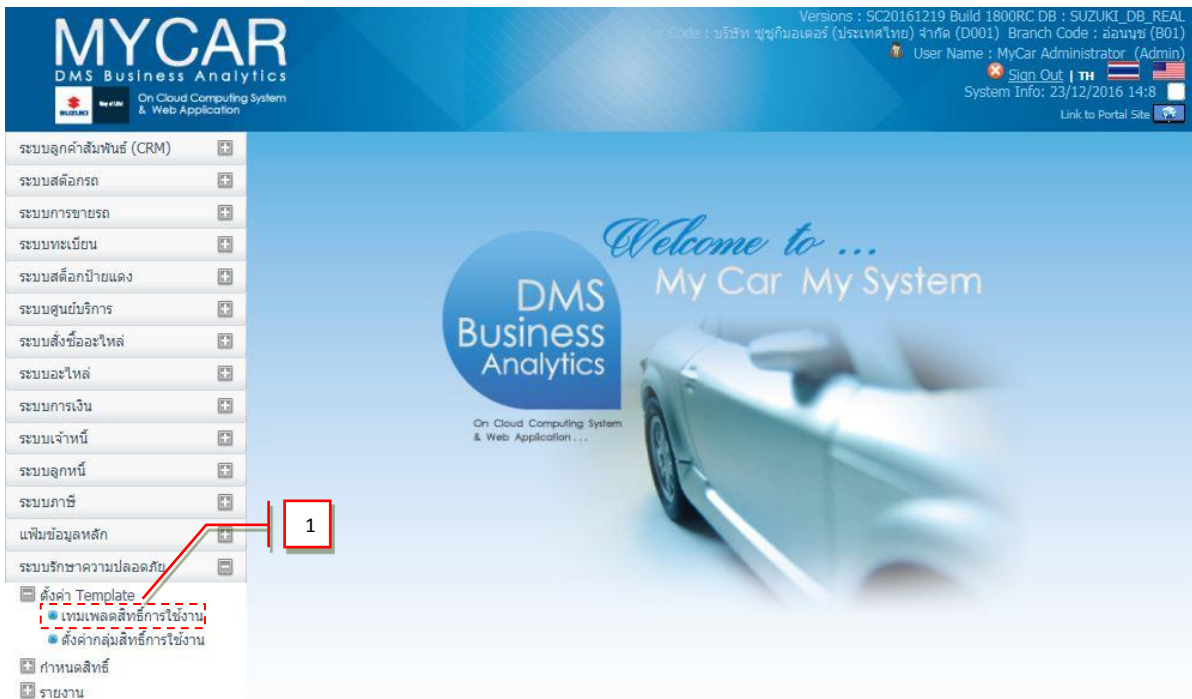 MYCAR
DMS Business Analytics
On Cloud Computing System
& Web Application
SUZUKI
Versions : SC20161219 Build 1800RC DB : SUZUKI_DB_REAL
Code : บริษัท ซูซูกิมอเตอร์ (ประเทศไทย) จำกัด (D001) Branch Code : อ่อนนุช (B01)
User Name : MyCar Administrator (Admin)
Sign Out | TH
System Info: 23/12/2016 14:8
Link to Portal Site
ระบบลูกค้าสัมพันธ์ (CRM)
ระบบสต๊อกรถ
ระบบการขายรถ
ระบบทะเบียน
ระบบสต็อกป้ายแดง
ระบบศูนย์บริการ
ระบบสั่งซื้ออะไหล่
ระบบอะไหล่
ระบบการเงิน
ระบบเจ้าหนี้
ระบบลูกหนี้
ระบบภาษี
แฟ้มข้อมูลหลัก
ระบบรักษาความปลอดภัย
ตั้งค่า Template
เทมเพลตสิทธิ์การใช้งาน
ตั้งค่ากลุ่มสิทธิ์การใช้งาน
กำหนดสิทธิ์
รายงาน
1
Welcome to ...
My Car My System
DMS
Business
Analytics
On Cloud Computing System
& Web Application ...